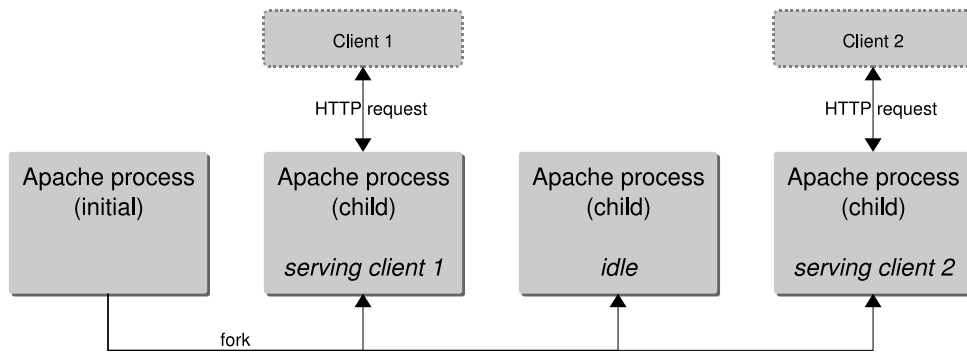 Client 1
Client 2
HTTP request
HTTP request
Apache process
(initial)
Apache process
(child)
serving client 1
Apache process
(child)
idle
Apache process
(child)
serving client 2
fork